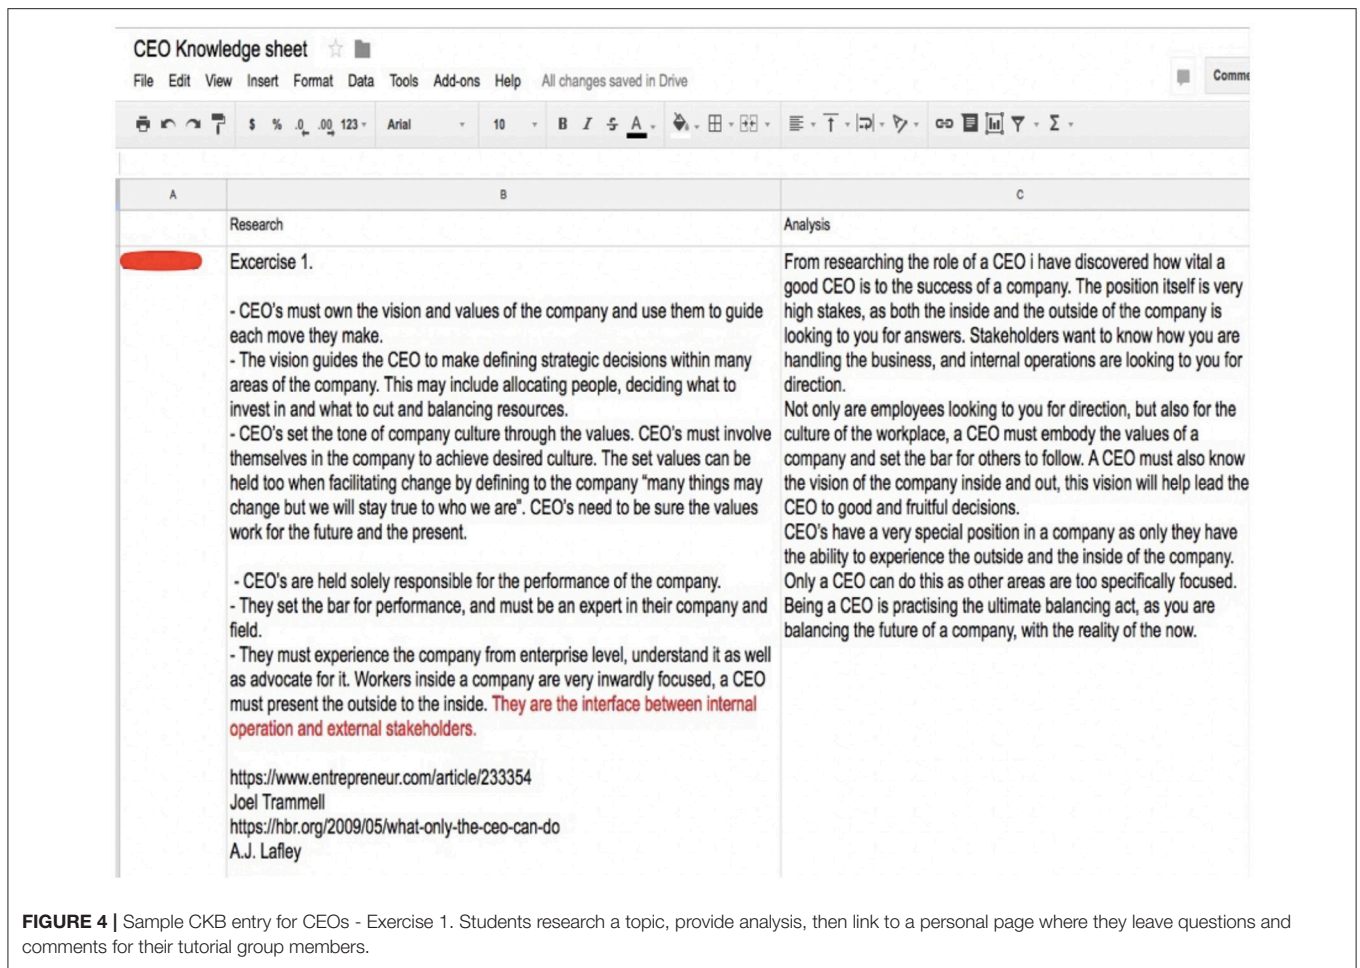 CEO Knowledge sheet
File Edit View Insert Format Data Tools Add-ons Help All changes saved in Drive
Comme
$ % .0 .00 123 Arial 10 B I S A Σ
A B C
Research Analysis
Excercise 1.
- CEO's must own the vision and values of the company and use them to guide
each move they make.
- The vision guides the CEO to make defining strategic decisions within many
areas of the company. This may include allocating people, deciding what to
invest in and what to cut and balancing resources.
- CEO's set the tone of company culture through the values. CEO's must involve
themselves in the company to achieve desired culture. The set values can be
held too when facilitating change by defining to the company "many things may
change but we will stay true to who we are". CEO's need to be sure the values
work for the future and the present.
- CEO's are held solely responsible for the performance of the company.
- They set the bar for performance, and must be an expert in their company and
field.
- They must experience the company from enterprise level, understand it as well
as advocate for it. Workers inside a company are very inwardly focused, a CEO
must present the outside to the inside. They are the interface between internal
operation and external stakeholders.
https://www.entrepreneur.com/article/233354
Joel Trammell
https://hbr.org/2009/05/what-only-the-ceo-can-do
A.J. Lafley
From researching the role of a CEO i have discovered how vital a
good CEO is to the success of a company. The position itself is very
high stakes, as both the inside and the outside of the company is
looking to you for answers. Stakeholders want to know how you are
handling the business, and internal operations are looking to you for
direction.
Not only are employees looking to you for direction, but also for the
culture of the workplace, a CEO must embody the values of a
company and set the bar for others to follow. A CEO must also know
the vision of the company inside and out, this vision will help lead the
CEO to good and fruitful decisions.
CEO's have a very special position in a company as only they have
the ability to experience the outside and the inside of the company.
Only a CEO can do this as other areas are too specifically focused.
Being a CEO is practising the ultimate balancing act, as you are
balancing the future of a company, with the reality of the now.
FIGURE 4 | Sample CKB entry for CEOs - Exercise 1. Students research a topic, provide analysis, then link to a personal page where they leave questions and
comments for their tutorial group members.